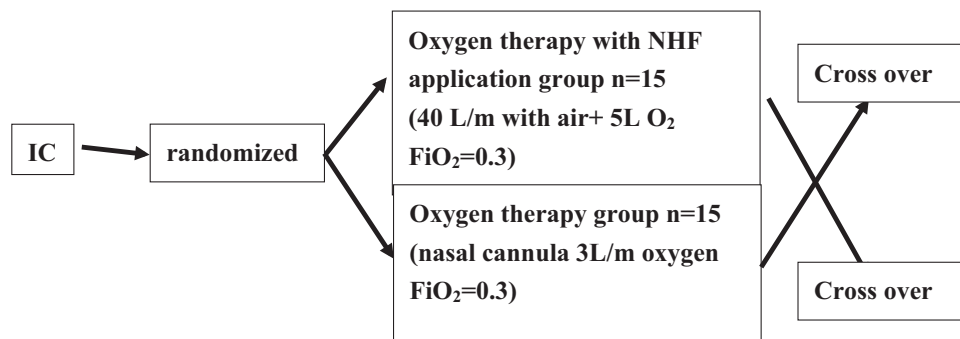 IC
randomized
Oxygen therapy with NHF
application group n=15
(40 L/m with air+ 5L O₂
FiO₂=0.3)
Oxygen therapy group n=15
(nasal cannula 3L/m oxygen
FiO₂=0.3)
Cross over
Cross over